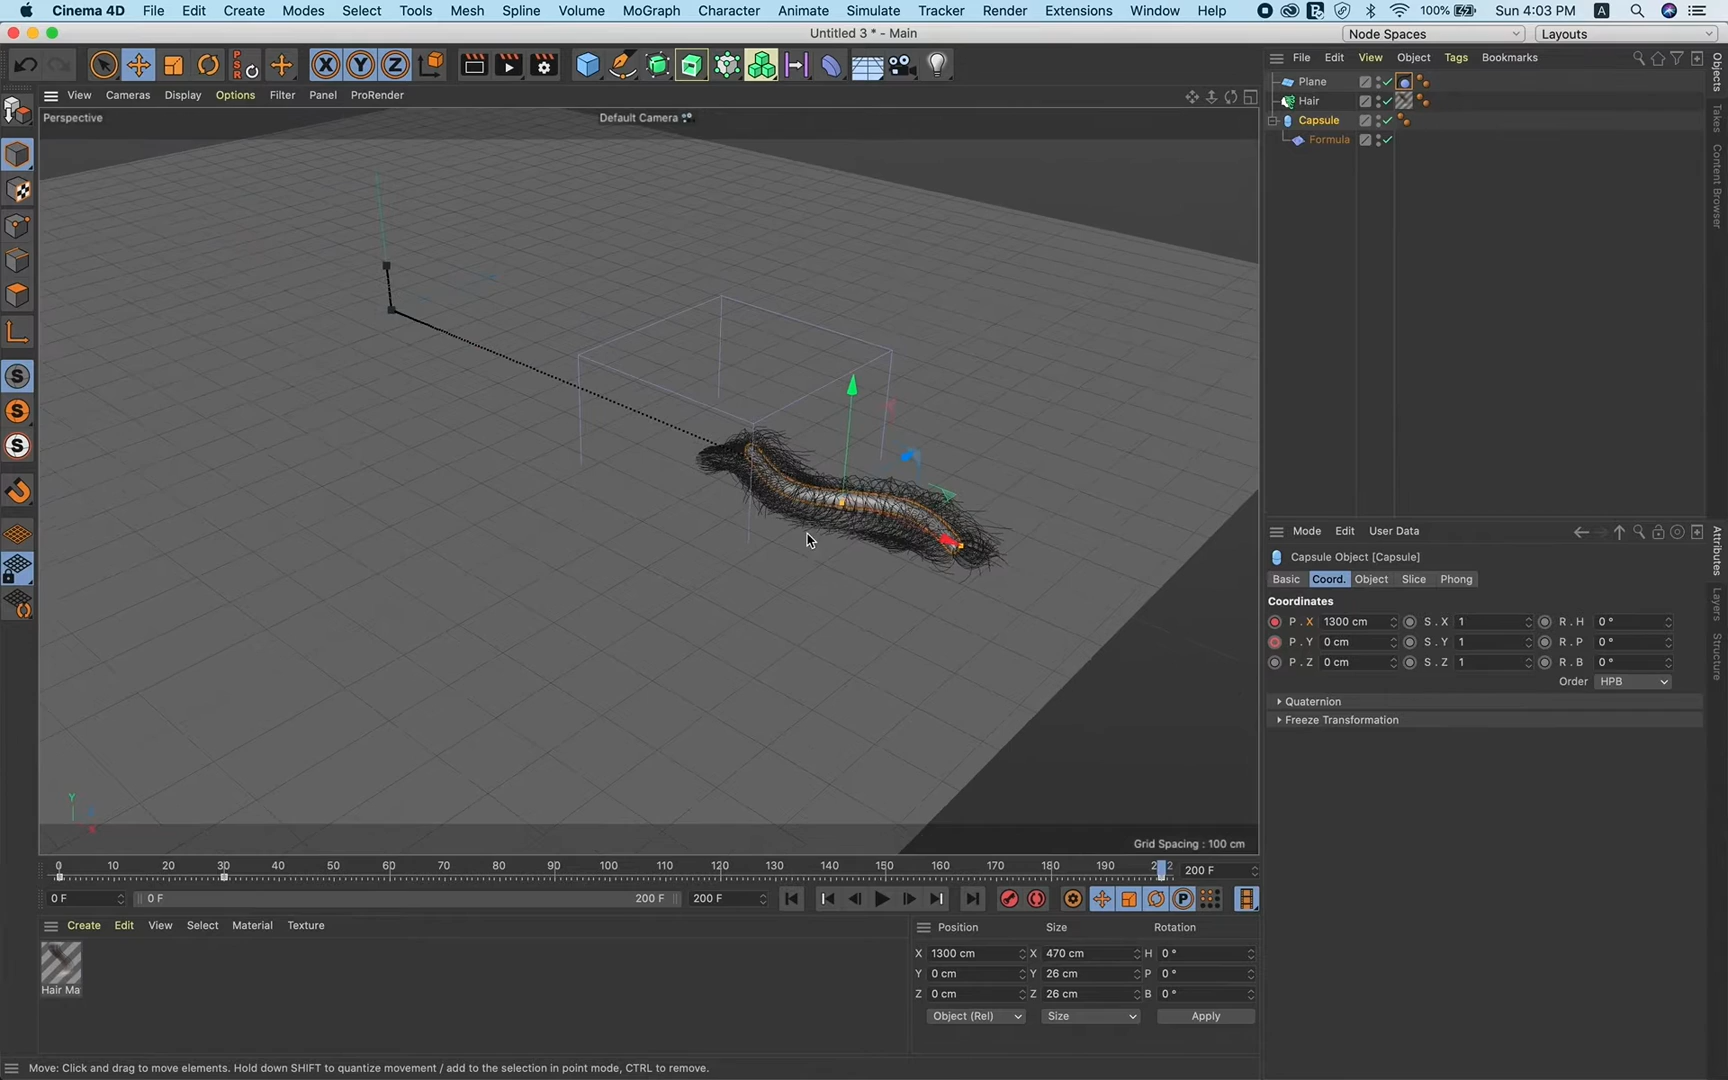 Cinema 4D File Edit Create Modes Select Tools Mesh Spline Volume MoGraph Character Animate Simulate Tracker Render Extensions Window Help 100% Sun 4:03 PM A
Untitled 3 * - Main
Node Spaces Layouts
PSR X Y Z
File Edit View Object Tags Bookmarks
View Cameras Display Options Filter Panel ProRender
Perspective
Default Camera
Plane
Hair
Capsule
Formula
Objects
Takes
Content Browser
S
S
S
Mode Edit User Data
Capsule Object [Capsule]
Basic Coord. Object Slice Phong
Coordinates
P . X 1300 cm S . X 1 R . H 0 °
P . Y 0 cm S . Y 1 R . P 0 °
P . Z 0 cm S . Z 1 R . B 0 °
Order HPB
Quaternion
Freeze Transformation
Attributes
Layers
Structure
Y
Grid Spacing : 100 cm
0 10 20 30 40 50 60 70 80 90 100 110 120 130 140 150 160 170 180 190 200 F
0 F 0 F 200 F 200 F P
Create Edit View Select Material Texture
Hair Ma
Position Size Rotation
X 1300 cm X 470 cm H 0 °
Y 0 cm Y 26 cm P 0 °
Z 0 cm Z 26 cm B 0 °
Object (Rel) Size Apply
Move: Click and drag to move elements. Hold down SHIFT to quantize movement / add to the selection in point mode, CTRL to remove.